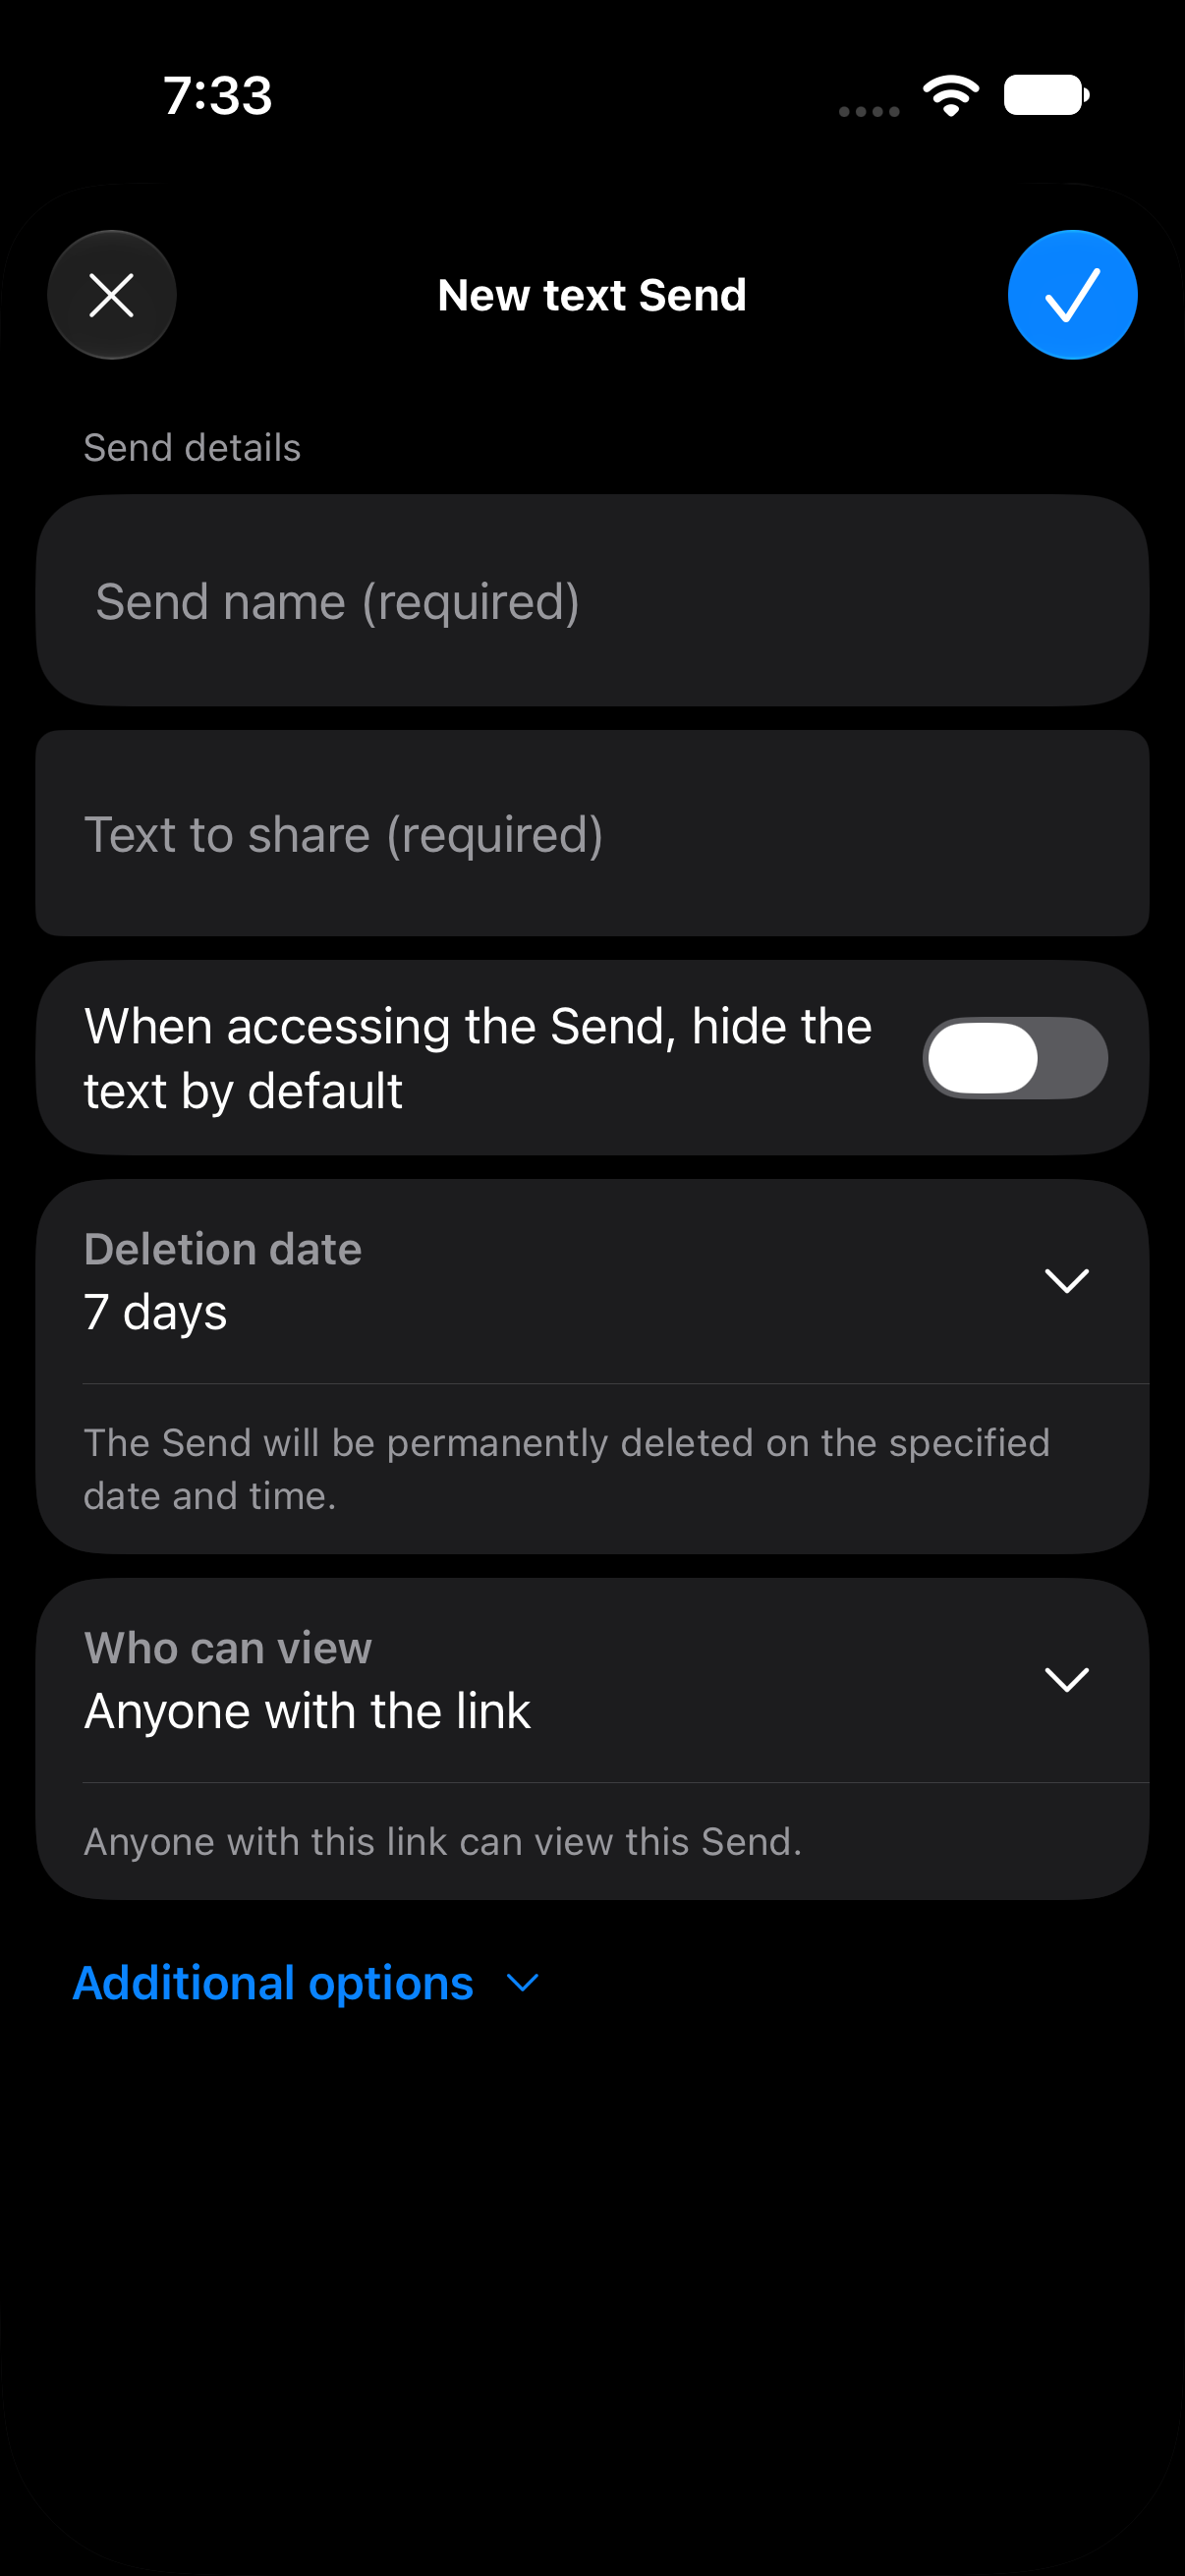 7:33
New text Send
Send details
Send name (required)
Text to share (required)
When accessing the Send, hide the
text by default
Deletion date
7 days
The Send will be permanently deleted on the specified
date and time.
Who can view
Anyone with the link
Anyone with this link can view this Send.
Additional options